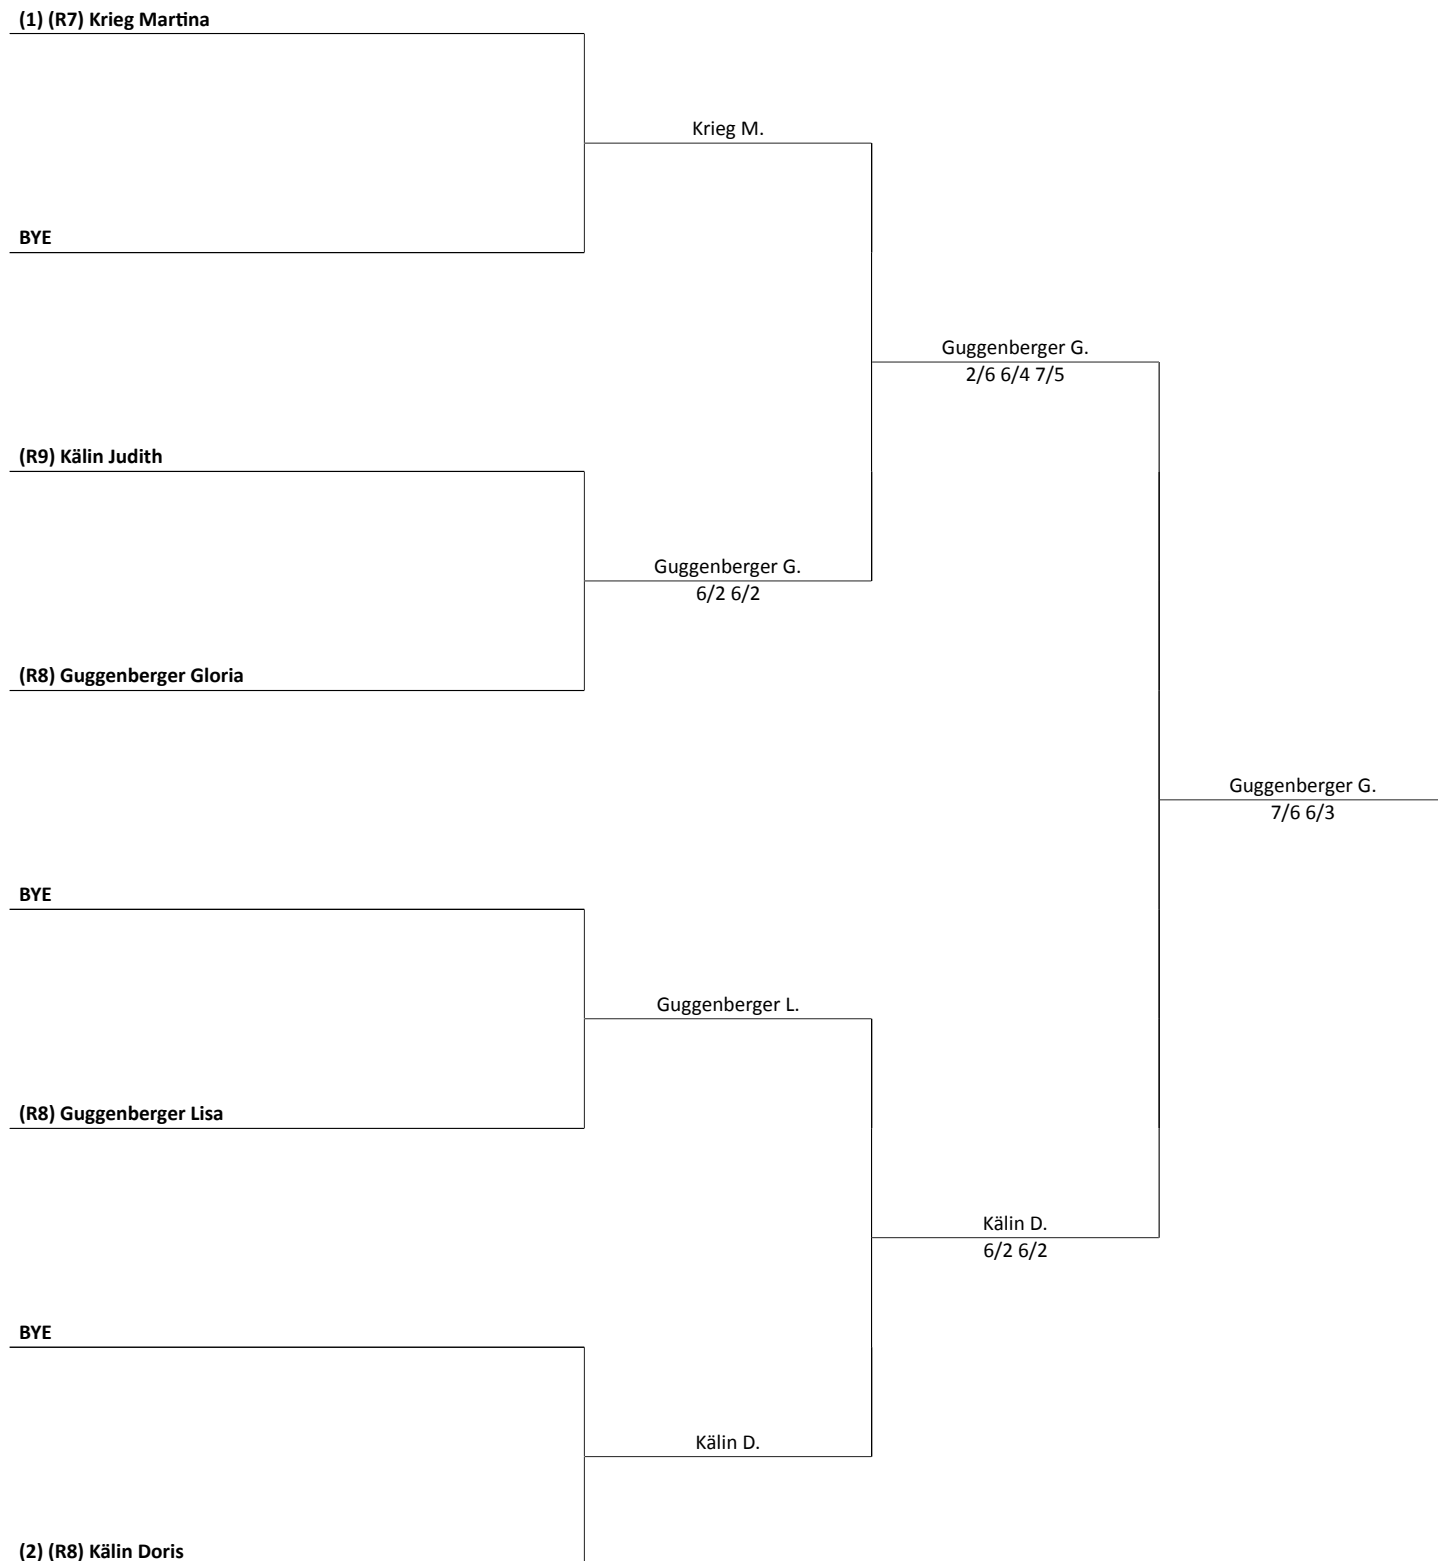 (1) (R7) Krieg Martina
Krieg M.
BYE
Guggenberger G.
2/6 6/4 7/5
(R9) Kälin Judith
Guggenberger G.
6/2 6/2
(R8) Guggenberger Gloria
Guggenberger G.
7/6 6/3
BYE
Guggenberger L.
(R8) Guggenberger Lisa
Kälin D.
6/2 6/2
BYE
Kälin D.
(2) (R8) Kälin Doris